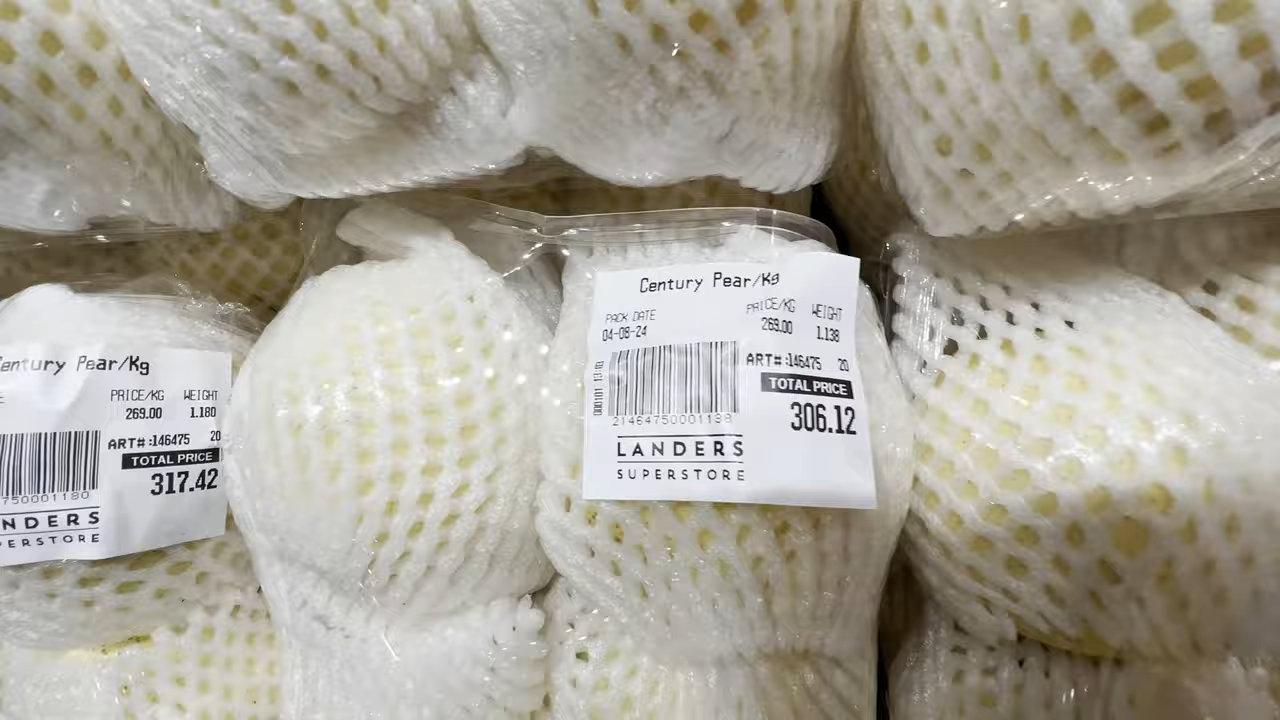 Century Pear/Kg
PACK DATE PRICE/KG WEIGHT
04-08-24 269.00 1.138
ART#:146475 20
TOTAL PRICE
306.12
21464750001138
LANDERS
SUPERSTORE
entury Pear/Kg
PRICE/KG WEIGHT
269.00 1.180
ART#:146475 20
TOTAL PRICE
317.42
750001180
NDERS
PERSTORE